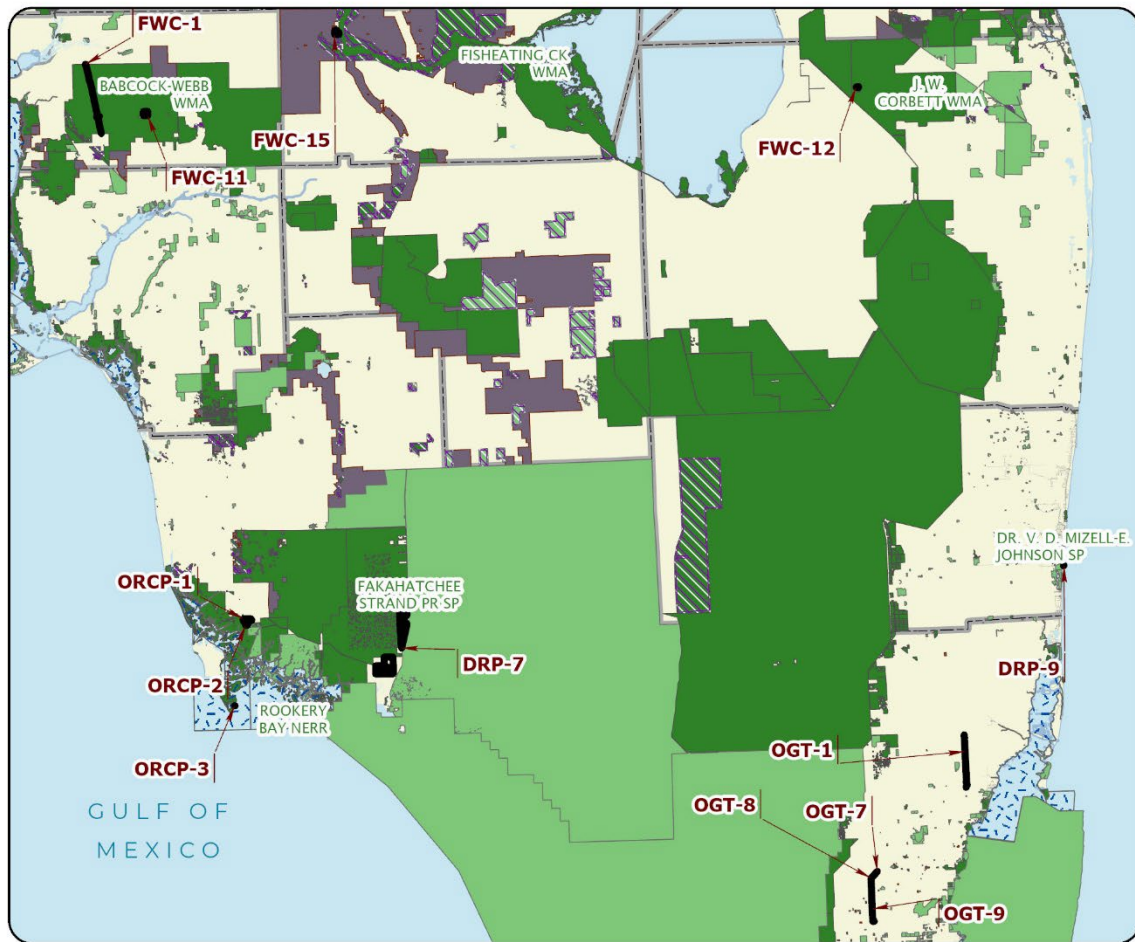 FWC-1
BABCOCK-WEBB
WMA
FWC-11
FWC-15
FISHEATING CK
WMA
J. W.
CORBETT WMA
FWC-12
ORCP-1
FAKAHATCHEE
STRAND PR SP
DR. V. D. MIZELL-E.
JOHNSON SP
DRP-7
DRP-9
ORCP-2
ROOKERY
BAY NERR
ORCP-3
GULF OF
MEXICO
OGT-1
OGT-8
OGT-7
OGT-9